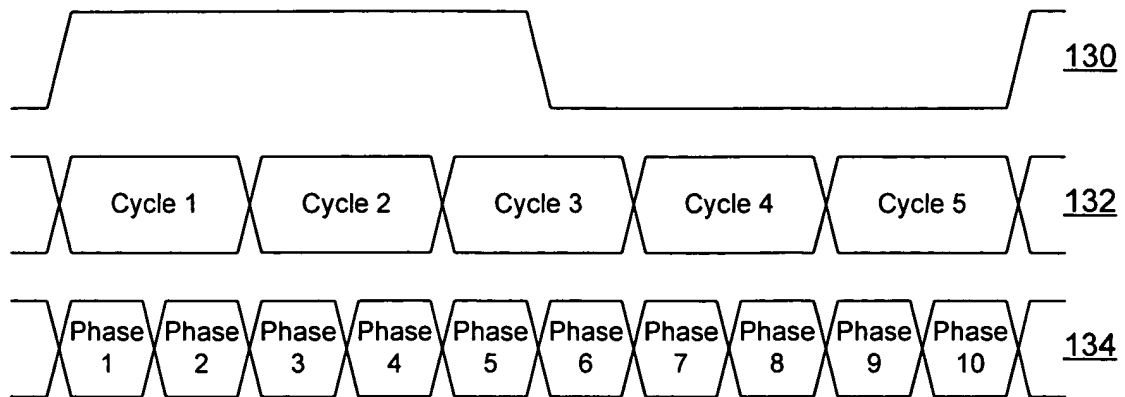 130
Cycle 1 Cycle 2 Cycle 3 Cycle 4 Cycle 5 132
Phase 1 Phase 2 Phase 3 Phase 4 Phase 5 Phase 6 Phase 7 Phase 8 Phase 9 Phase 10 134